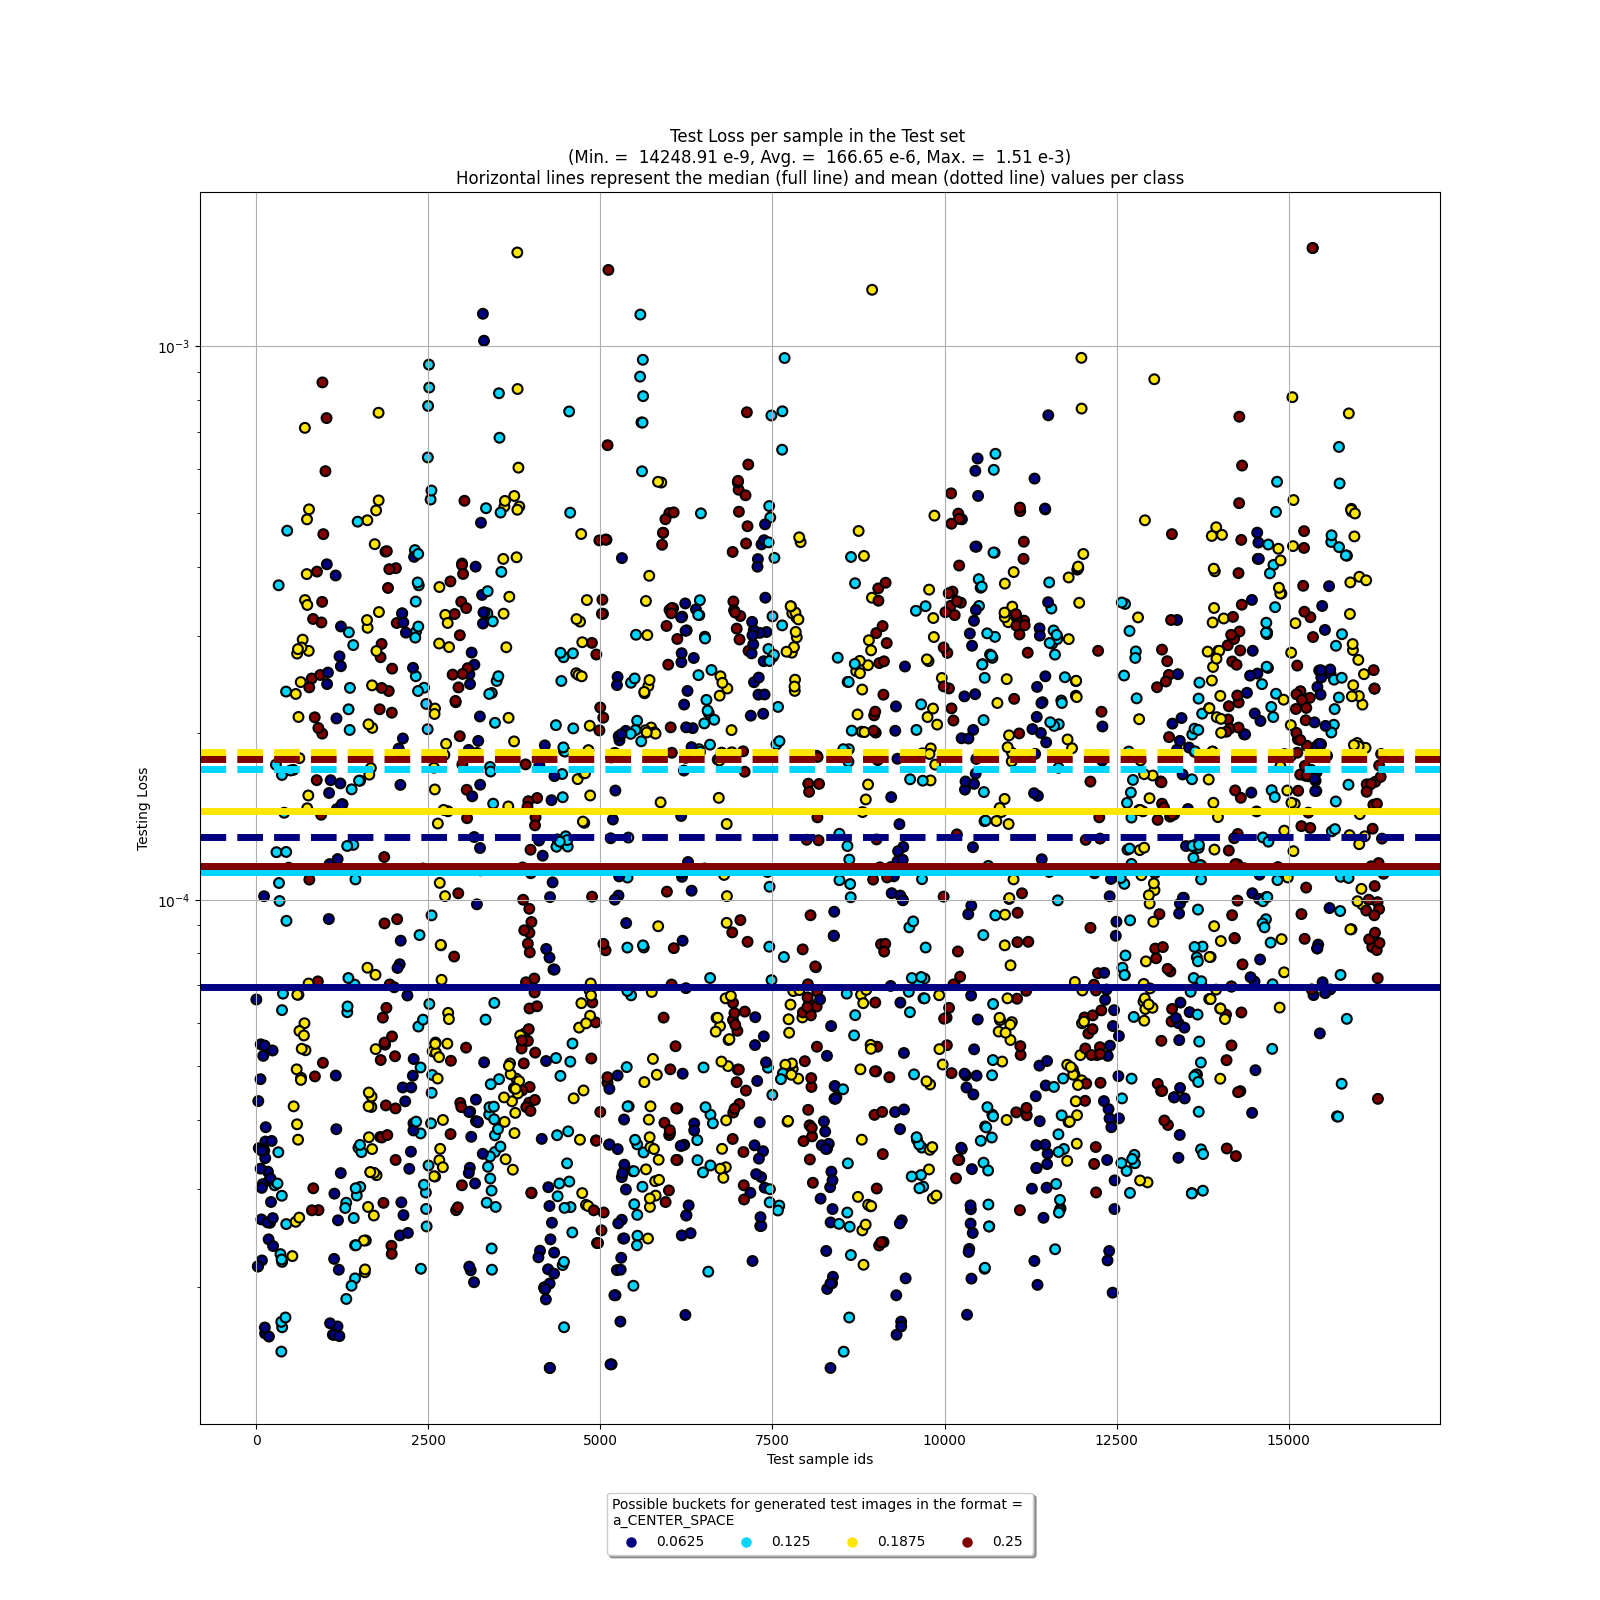 Test Loss per sample in the Test set
(Min. = 14248.91 e-9, Avg. = 166.65 e-6, Max. = 1.51 e-3)
Horizontal lines represent the median (full line) and mean (dotted line) values per class
10⁻³
10⁻⁴
Testing Loss
0 2500 5000 7500 10000 12500 15000
Test sample ids
Possible buckets for generated test images in the format =
a_CENTER_SPACE
0.0625 0.125 0.1875 0.25